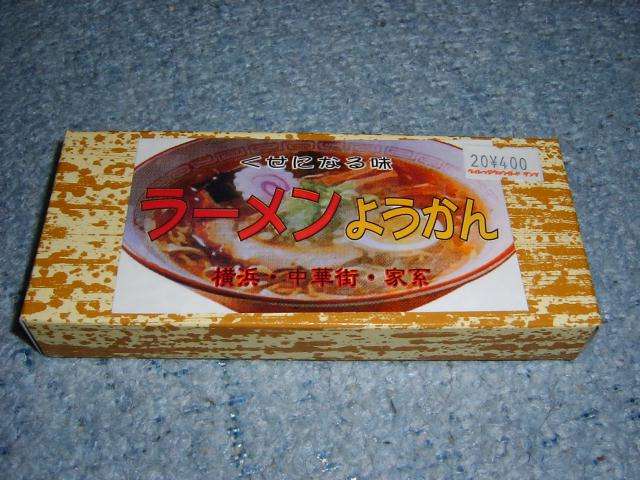 くせになる味
20¥400
ラーメンようかん
横浜・中華街・家系